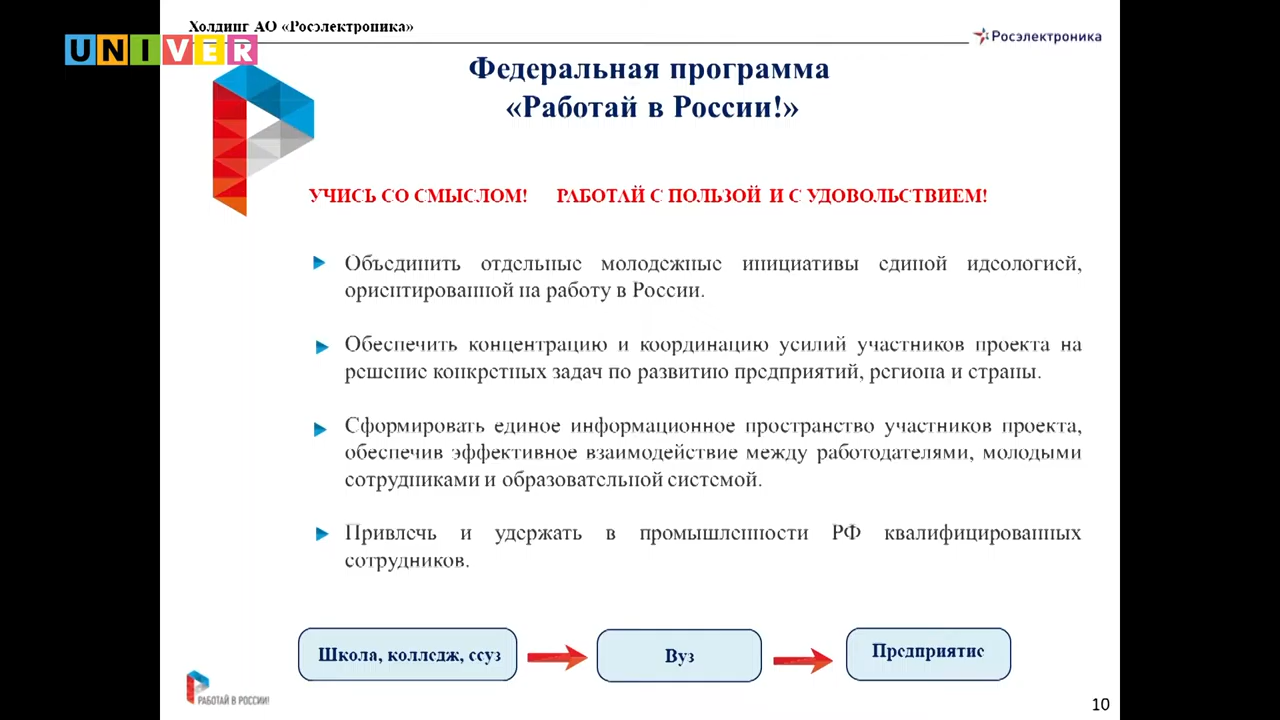 Холдинг АО «Росэлектроника»
UNIVER
Росэлектроника
Федеральная программа
«Работай в России!»
УЧИСЬ СО СМЫСЛОМ! РАБОТАЙ С ПОЛЬЗОЙ И С УДОВОЛЬСТВИЕМ!
Объединить отдельные молодежные инициативы единой идеологией,
ориентированной на работу в России.
Обеспечить концентрацию и координацию усилий участников проекта на
решение конкретных задач по развитию предприятий, региона и страны.
Сформировать единое информационное пространство участников проекта,
обеспечив эффективное взаимодействие между работодателями, молодыми
сотрудниками и образовательной системой.
Привлечь и удержать в промышленности РФ квалифицированных
сотрудников.
Школа, колледж, ссуз
Вуз
Предприятие
РАБОТАЙ В РОССИИ!
10